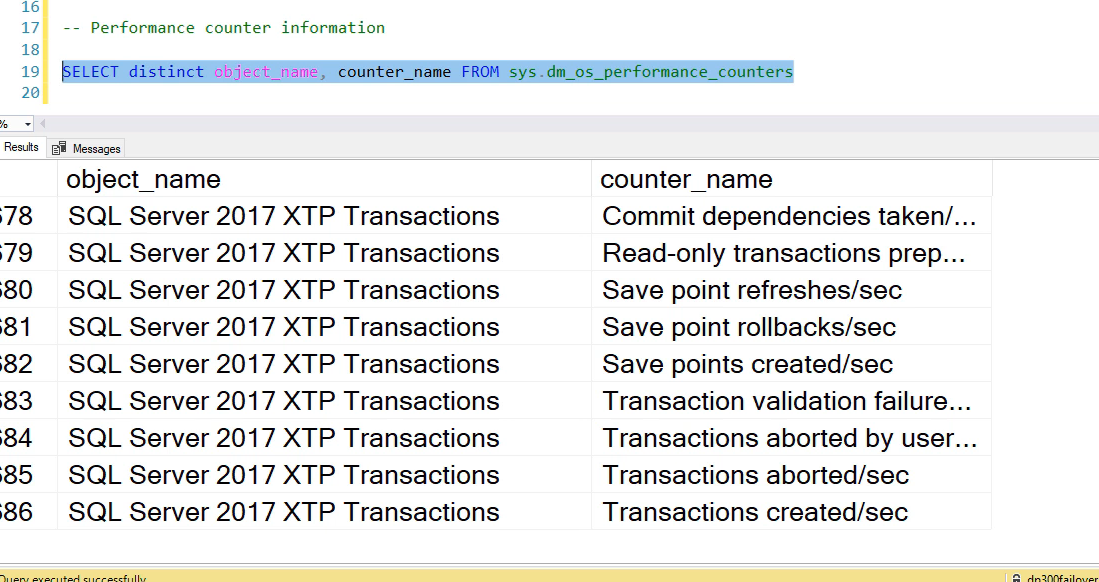 16
17 -- Performance counter information
18
19 SELECT distinct object_name, counter_name FROM sys.dm_os_performance_counters
20
%
Results Messages
object_name counter_name
678 SQL Server 2017 XTP Transactions Commit dependencies taken/...
679 SQL Server 2017 XTP Transactions Read-only transactions prep...
680 SQL Server 2017 XTP Transactions Save point refreshes/sec
681 SQL Server 2017 XTP Transactions Save point rollbacks/sec
682 SQL Server 2017 XTP Transactions Save points created/sec
683 SQL Server 2017 XTP Transactions Transaction validation failure...
684 SQL Server 2017 XTP Transactions Transactions aborted by user...
685 SQL Server 2017 XTP Transactions Transactions aborted/sec
686 SQL Server 2017 XTP Transactions Transactions created/sec
Query executed successfully dp300failover